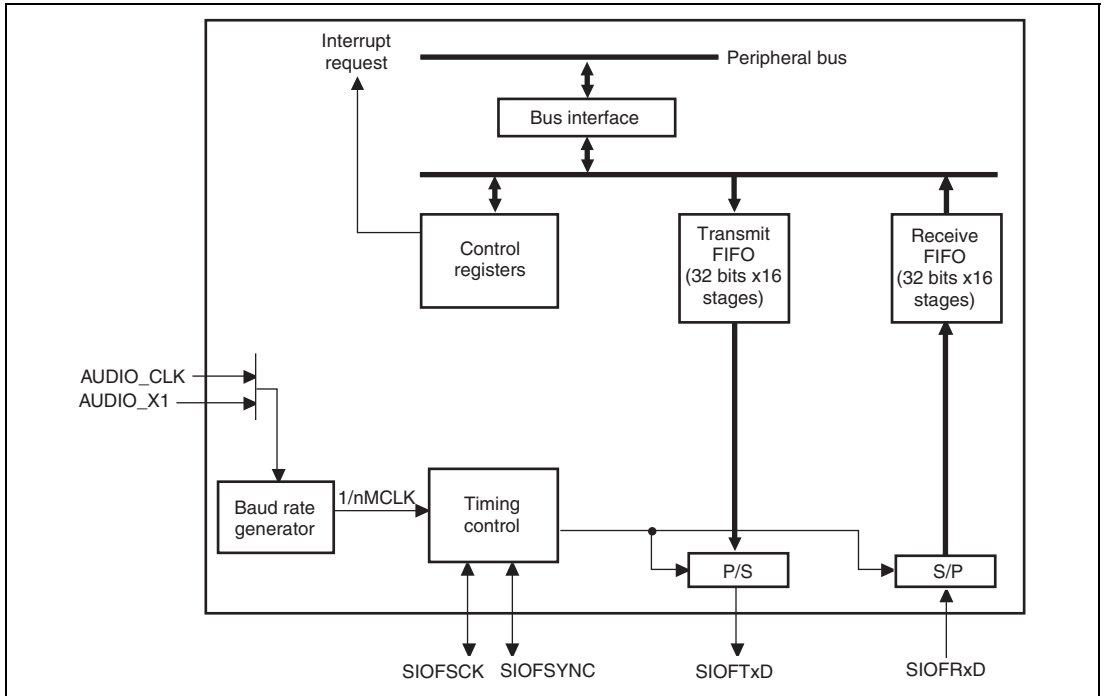 Interrupt
request
Peripheral bus
Bus interface
Control
registers
Transmit
FIFO
(32 bits x16
stages)
Receive
FIFO
(32 bits x16
stages)
AUDIO_CLK
AUDIO_X1
Baud rate
generator
1/nMCLK
Timing
control
P/S
S/P
SIOFSCK
SIOFSYNC
SIOFTxD
SIOFRxD